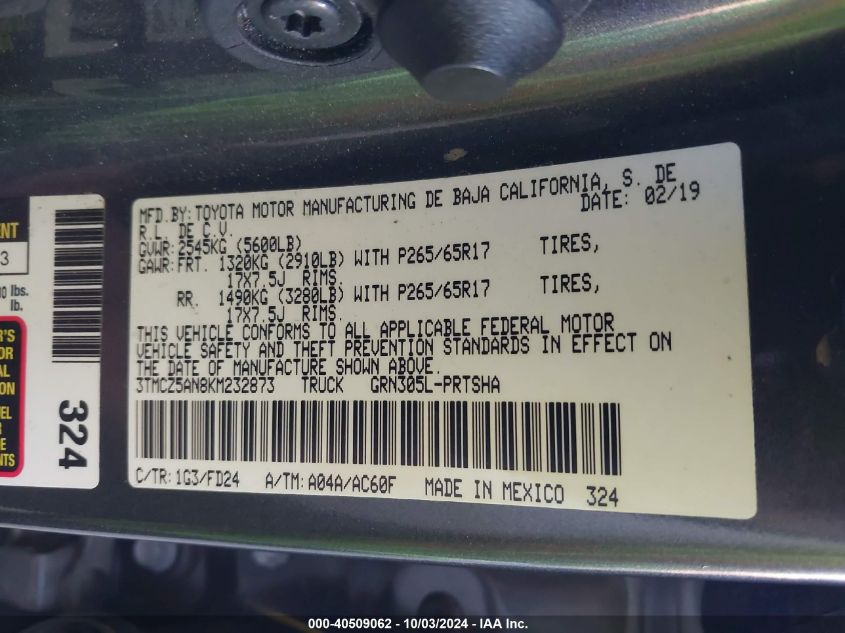 MFD.BY: TOYOTA MOTOR MANUFACTURING DE BAJA CALIFORNIA, S. DE
R.L. DE C.V. DATE: 02/19
GVWR: 2545KG (5600LB)
GAWR: FRT. 1320KG (2910LB) WITH P265/65R17 TIRES,
17X7.5J RIMS.
RR. 1490KG (3280LB) WITH P265/65R17 TIRES,
17X7.5J RIMS.
THIS VEHICLE CONFORMS TO ALL APPLICABLE FEDERAL MOTOR
VEHICLE SAFETY AND THEFT PREVENTION STANDARDS IN EFFECT ON
THE DATE OF MANUFACTURE SHOWN ABOVE.
3TMCZ5AN8KM232873 TRUCK GRN305L-PRTSHA
C/TR: 1G3/FD24 A/TM: A04A/AC60F MADE IN MEXICO 324
324
3
lbs.
lb.
000-40509062 - 10/03/2024 - IAA Inc.